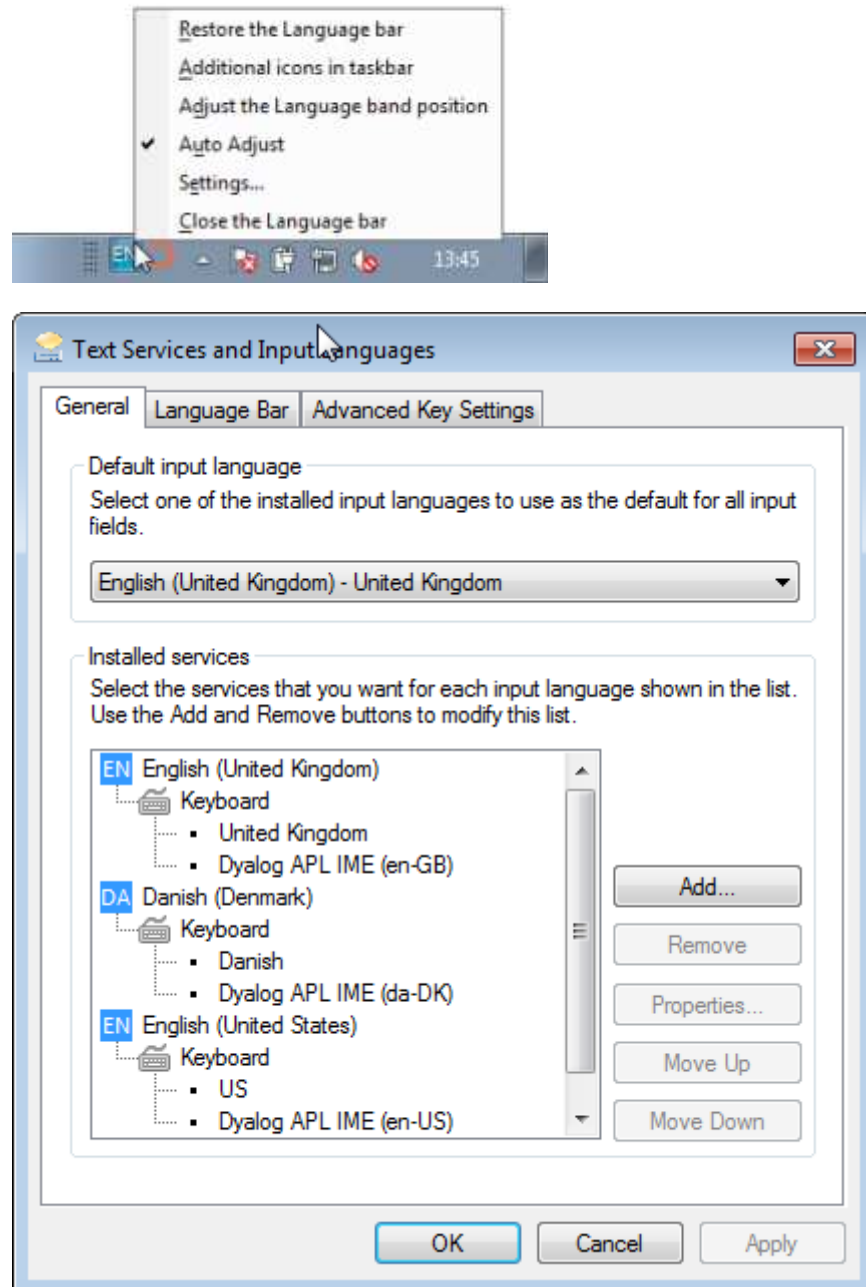 Restore the Language bar
Additional icons in taskbar
Adjust the Language band position
Auto Adjust
Settings...
Close the Language bar
EN
13:45
Text Services and Input Languages
General Language Bar Advanced Key Settings
Default input language
Select one of the installed input languages to use as the default for all input
fields.
English (United Kingdom) - United Kingdom
Installed services
Select the services that you want for each input language shown in the list.
Use the Add and Remove buttons to modify this list.
EN English (United Kingdom)
Keyboard
United Kingdom
Dyalog APL IME (en-GB)
DA Danish (Denmark)
Keyboard
Danish
Dyalog APL IME (da-DK)
EN English (United States)
Keyboard
US
Dyalog APL IME (en-US)
Add...
Remove
Properties...
Move Up
Move Down
OK Cancel Apply